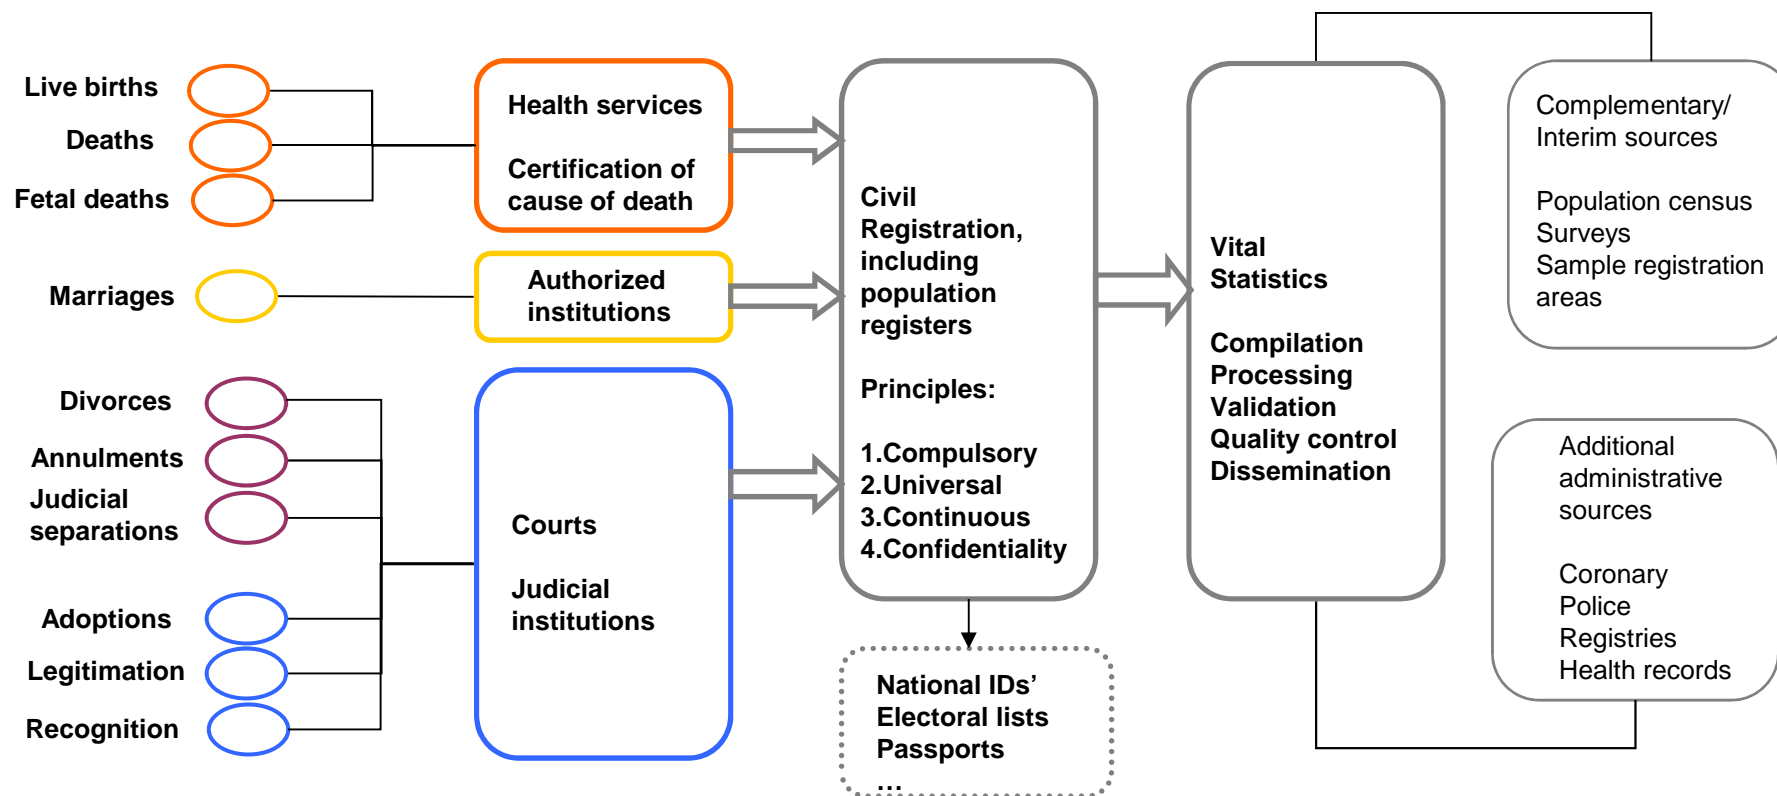 Live births
Deaths
Fetal deaths
Marriages
Divorces
Annulments
Judicial
separations
Adoptions
Legitimation
Recognition
Health services
Certification of
cause of death
Authorized
institutions
Courts
Judicial
institutions
Civil
Registration,
including
population
registers
Principles:
1.Compulsory
2.Universal
3.Continuous
4.Confidentiality
National IDs’
Electoral lists
Passports
...
Vital
Statistics
Compilation
Processing
Validation
Quality control
Dissemination
Complementary/
Interim sources
Population census
Surveys
Sample registration
areas
Additional
administrative
sources
Coronary
Police
Registries
Health records